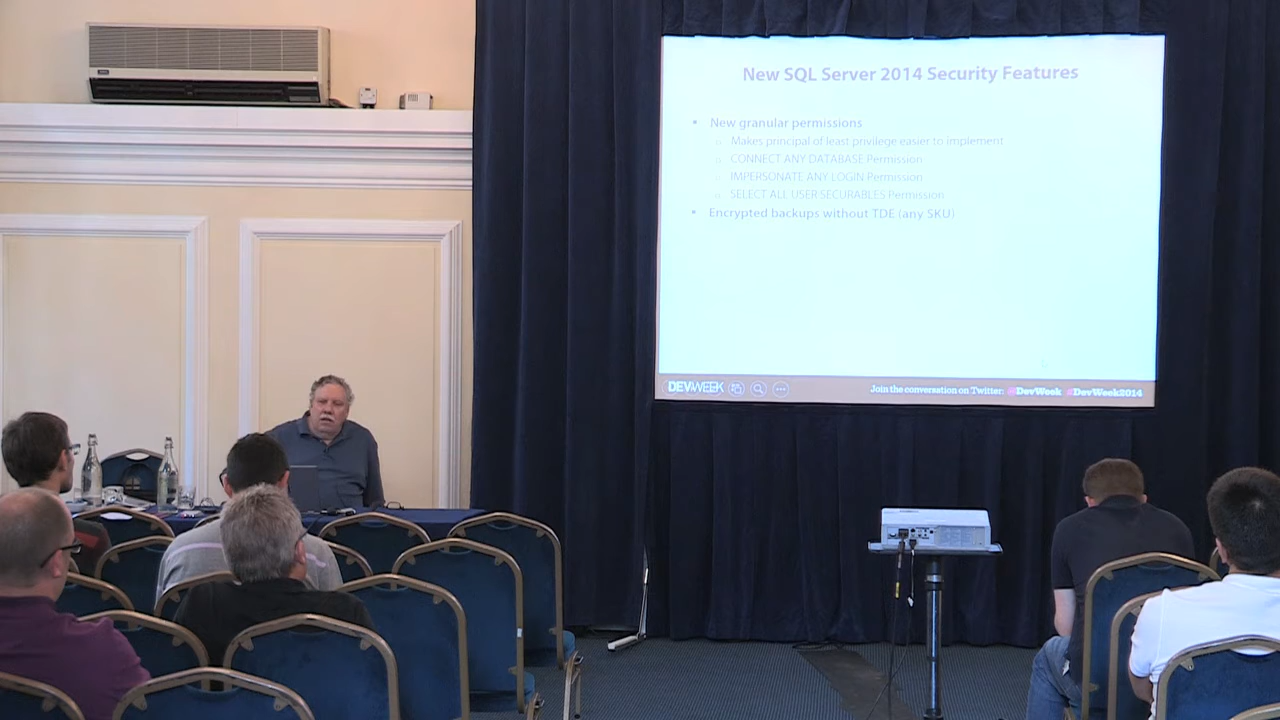 New SQL Server 2014 Security Features
New granular permissions
Makes principal of least privilege easier to implement
CONNECT ANY DATABASE Permission
IMPERSONATE ANY LOGIN Permission
SELECT ALL USER SECURABLES Permission
Encrypted backups without TDE (any SKU)
DEVWEEK
Join the conversation on Twitter: @DevWeek #DevWeek2014